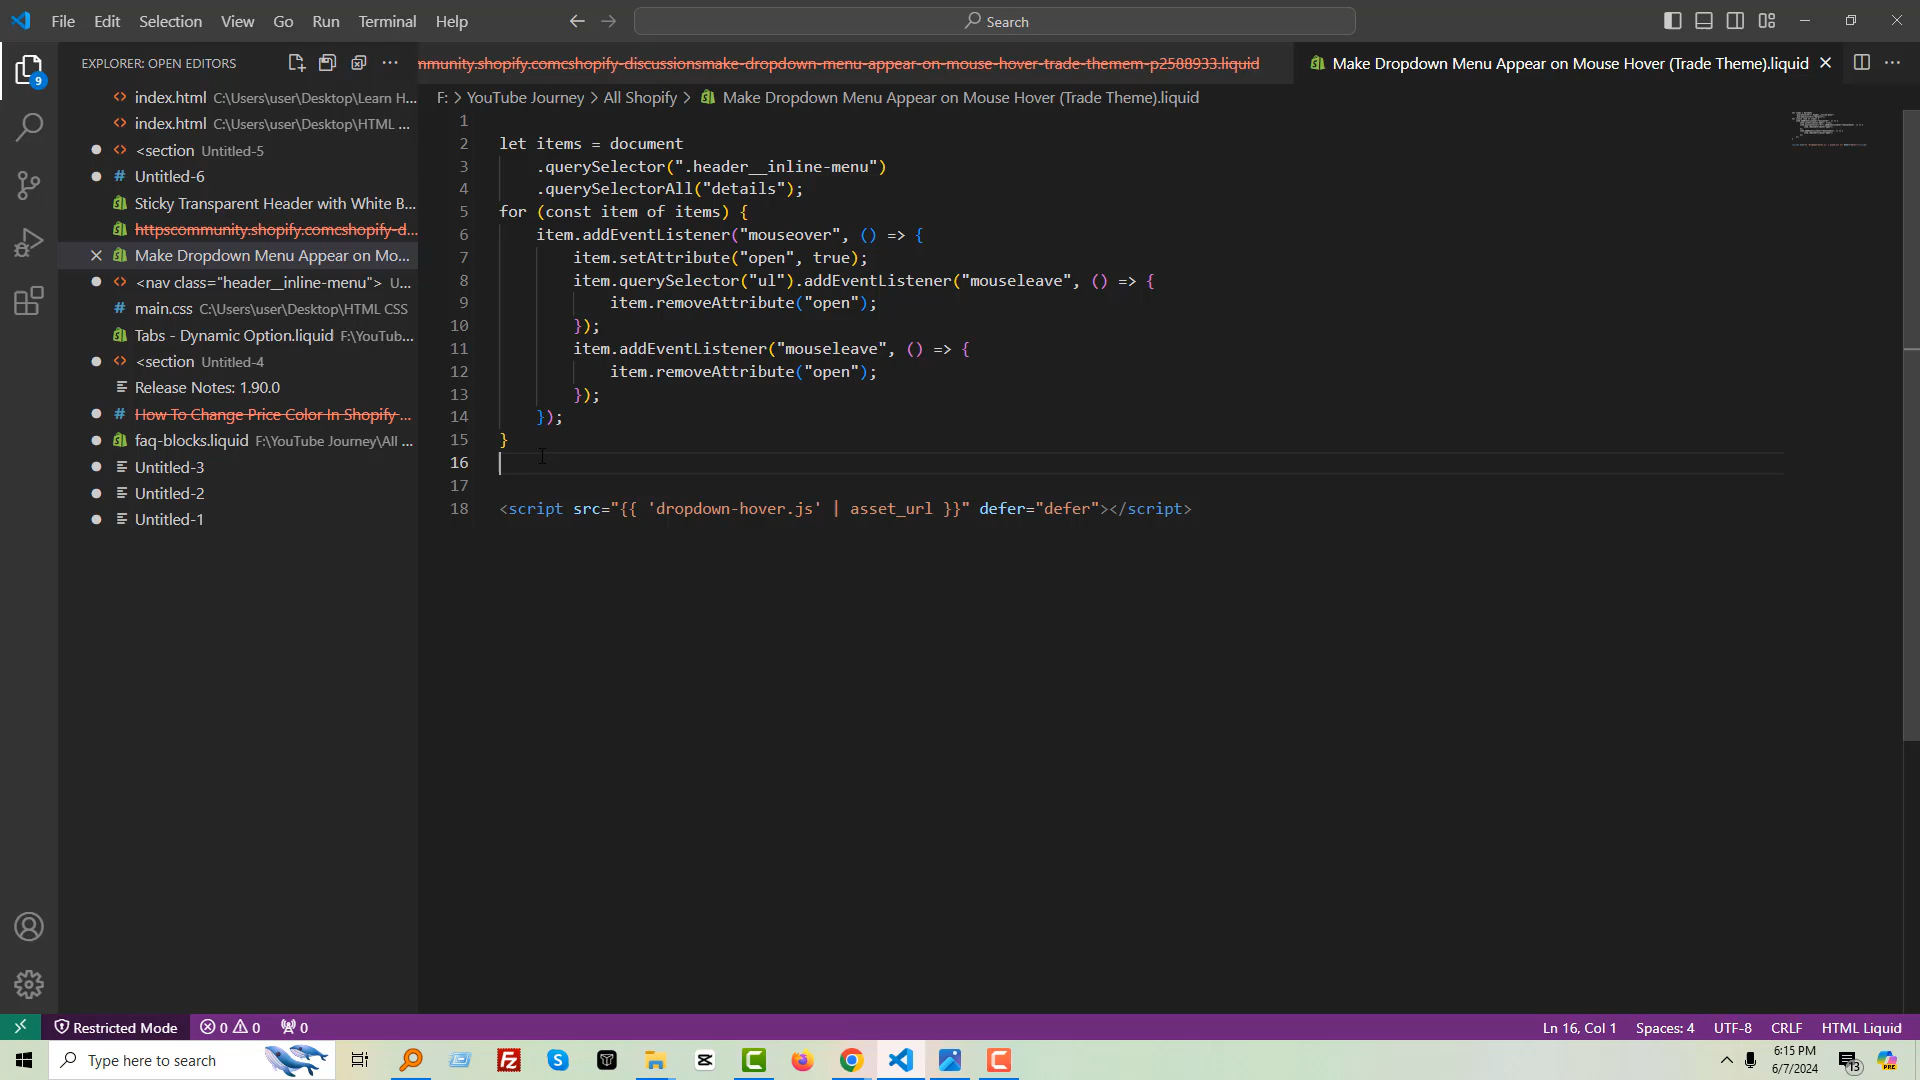 File Edit Selection View Go Run Terminal Help
Search
EXPLORER: OPEN EDITORS
9
index.html C:\Users\user\Desktop\Learn H...
index.html C:\Users\user\Desktop\HTML ...
<section Untitled-5
# Untitled-6
Sticky Transparent Header with White B...
httpscommunity.shopify.comcshopify-d...
Make Dropdown Menu Appear on Mo...
<nav class="header__inline-menu"> U...
# main.css C:\Users\user\Desktop\HTML CSS
Tabs - Dynamic Option.liquid F:\YouTub...
<section Untitled-4
Release Notes: 1.90.0
# How To Change Price Color In Shopify ...
faq-blocks.liquid F:\YouTube Journey\All ...
Untitled-3
Untitled-2
Untitled-1
mmunity.shopify.comcshopify-discussionsmake-dropdown-menu-appear-on-mouse-hover-trade-themem-p2588933.liquid
Make Dropdown Menu Appear on Mouse Hover (Trade Theme).liquid
F: > YouTube Journey > All Shopify > Make Dropdown Menu Appear on Mouse Hover (Trade Theme).liquid
1
2 let items = document
3 .querySelector(".header__inline-menu")
4 .querySelectorAll("details");
5 for (const item of items) {
6 item.addEventListener("mouseover", () => {
7 item.setAttribute("open", true);
8 item.querySelector("ul").addEventListener("mouseleave", () => {
9 item.removeAttribute("open");
10 });
11 item.addEventListener("mouseleave", () => {
12 item.removeAttribute("open");
13 });
14 });
15 }
16
17
18 <script src="{{ 'dropdown-hover.js' | asset_url }}" defer="defer"></script>
Restricted Mode 0 0 0
Ln 16, Col 1 Spaces: 4 UTF-8 CRLF HTML Liquid
Type here to search
6:15 PM
6/7/2024
13
PRE